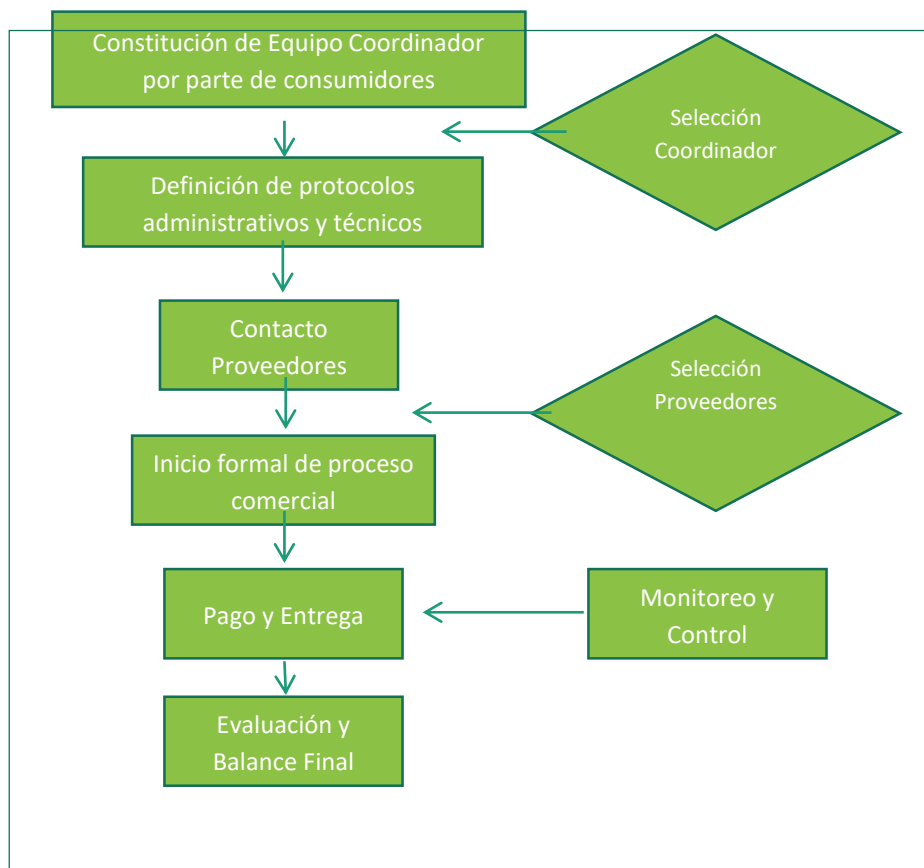 Constitución de Equipo Coordinador
por parte de consumidores
Selección
Coordinador
Definición de protocolos
administrativos y técnicos
Contacto
Proveedores
Selección
Proveedores
Inicio formal de proceso
comercial
Pago y Entrega
Monitoreo y
Control
Evaluación y
Balance Final